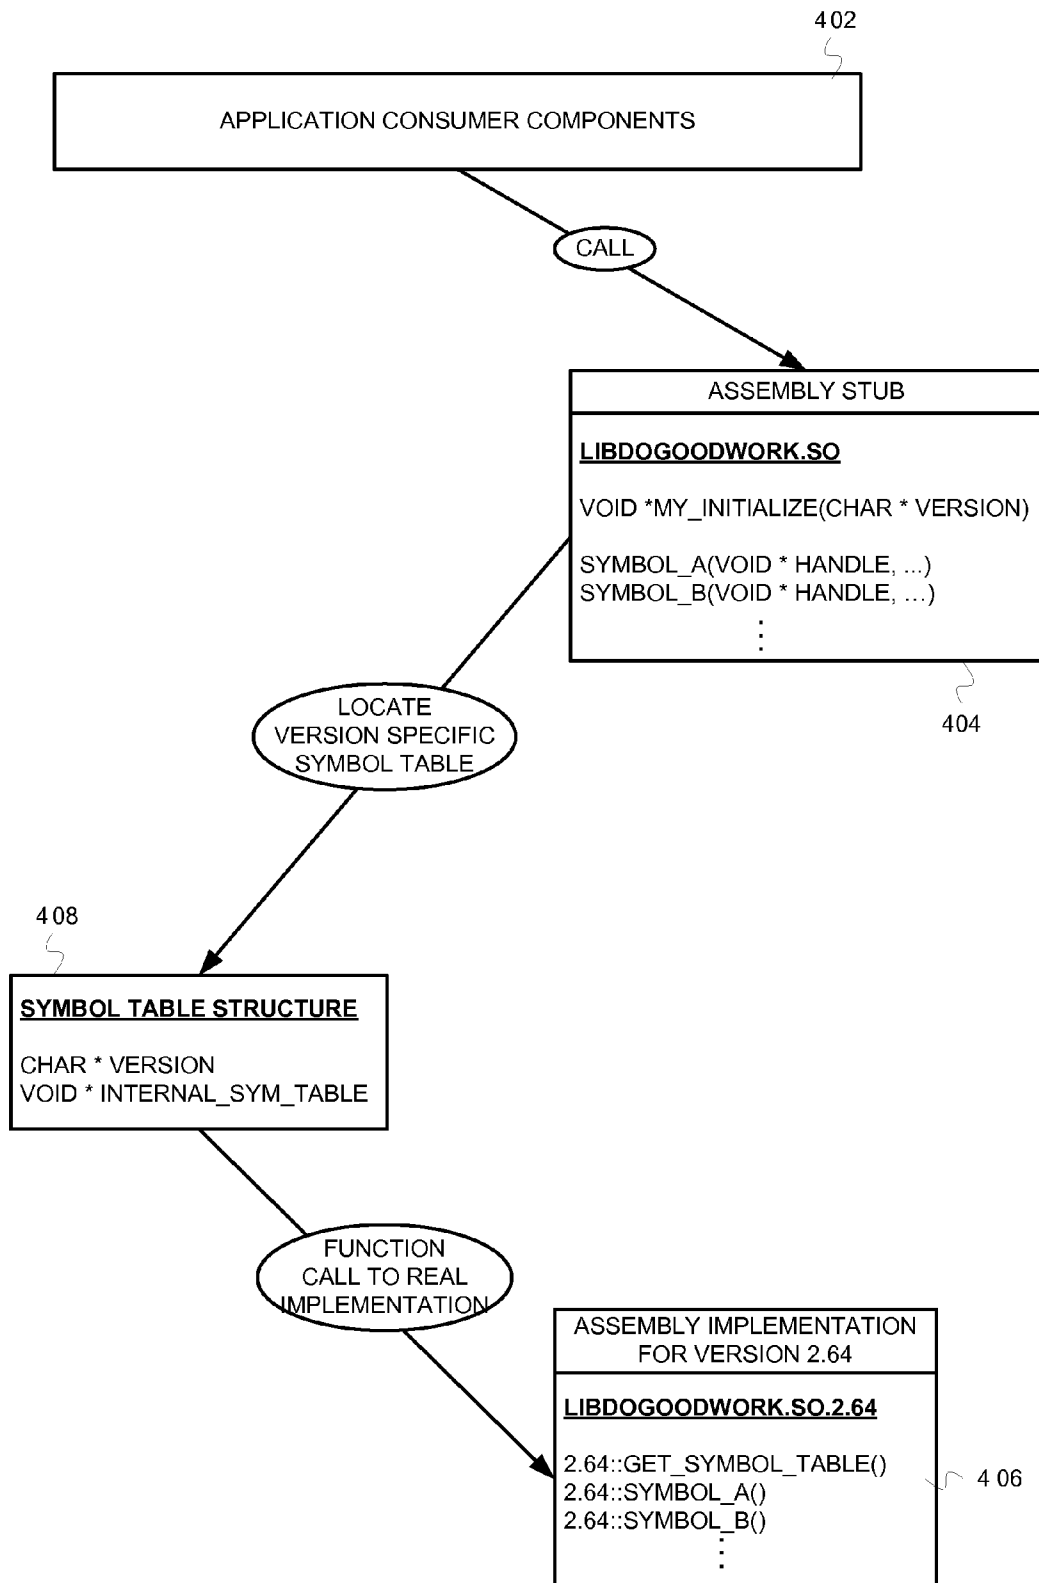 402
APPLICATION CONSUMER COMPONENTS
CALL
ASSEMBLY STUB
LIBDOGOODWORK.SO
VOID *MY_INITIALIZE(CHAR * VERSION)
SYMBOL_A(VOID * HANDLE, ...)
SYMBOL_B(VOID * HANDLE, ...)
⋮
404
LOCATE
VERSION SPECIFIC
SYMBOL TABLE
408
SYMBOL TABLE STRUCTURE
CHAR * VERSION
VOID * INTERNAL_SYM_TABLE
FUNCTION
CALL TO REAL
IMPLEMENTATION
ASSEMBLY IMPLEMENTATION
FOR VERSION 2.64
LIBDOGOODWORK.SO.2.64
2.64::GET_SYMBOL_TABLE()
2.64::SYMBOL_A()
2.64::SYMBOL_B()
⋮
406